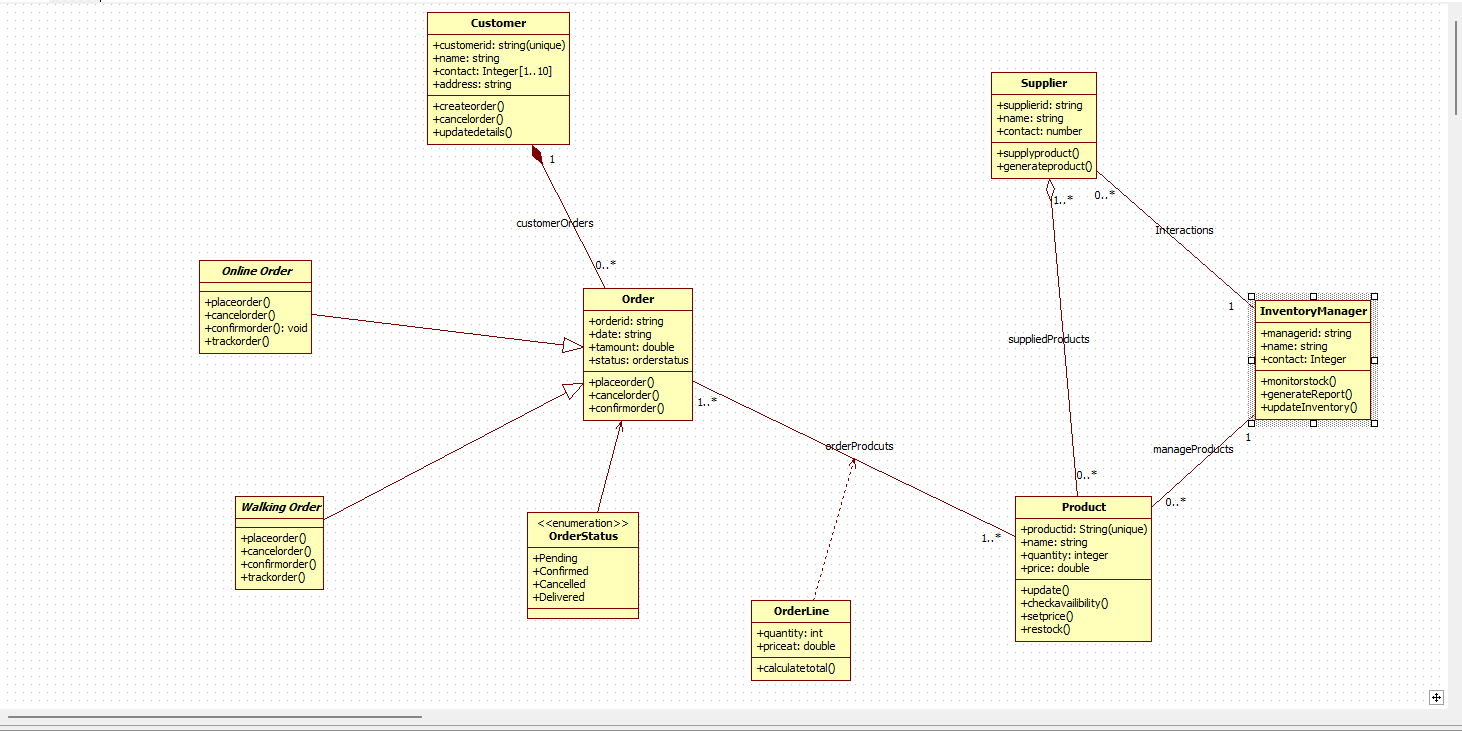 Customer
+customerid: string(unique)
+name: string
+contact: Integer[1..10]
+address: string
+createorder()
+cancelorder()
+updatedetails()
1
customerOrders
0..*
Supplier
+supplierid: string
+name: string
+contact: number
+supplyproduct()
+generateproduct()
1..*
0..*
Interactions
1
suppliedProducts
0..*
Online Order
+placeorder()
+cancelorder()
+confirmorder(): void
+trackorder()
Order
+orderid: string
+date: string
+tamount: double
+status: orderstatus
+placeorder()
+cancelorder()
+confirmorder()
1..*
orderProdcuts
1..*
InventoryManager
+managerid: string
+name: string
+contact: Integer
+monitorstock()
+generateReport()
+updateInventory()
1
manageProducts
0..*
Walking Order
+placeorder()
+cancelorder()
+confirmorder()
+trackorder()
<<enumeration>>
OrderStatus
+Pending
+Confirmed
+Cancelled
+Delivered
OrderLine
+quantity: int
+priceat: double
+calculatetotal()
Product
+productid: String(unique)
+name: string
+quantity: integer
+price: double
+update()
+checkavailibility()
+setprice()
+restock()